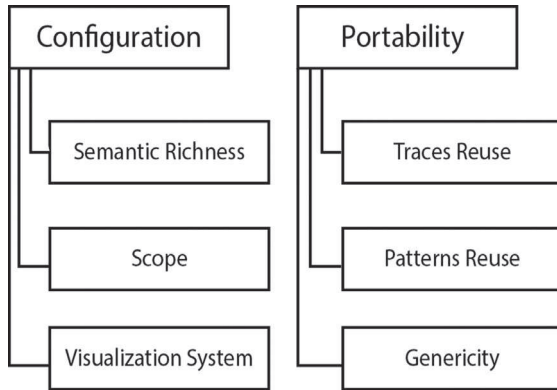 Configuration
Semantic Richness
Scope
Visualization System
Portability
Traces Reuse
Patterns Reuse
Genericity